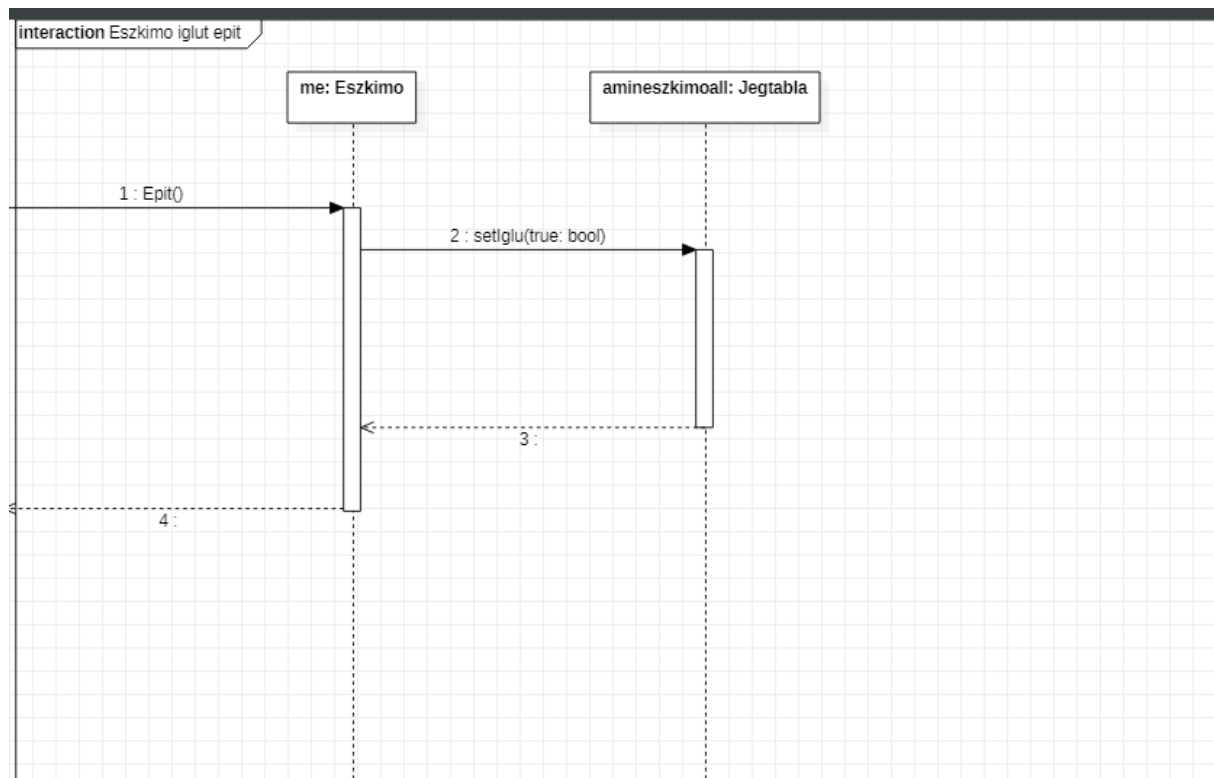 interaction Eszkimo iglut epit
me: Eszkimo
amineszkimoall: Jegtabla
1 : Epit()
2 : setIglu(true: bool)
3 :
4 :